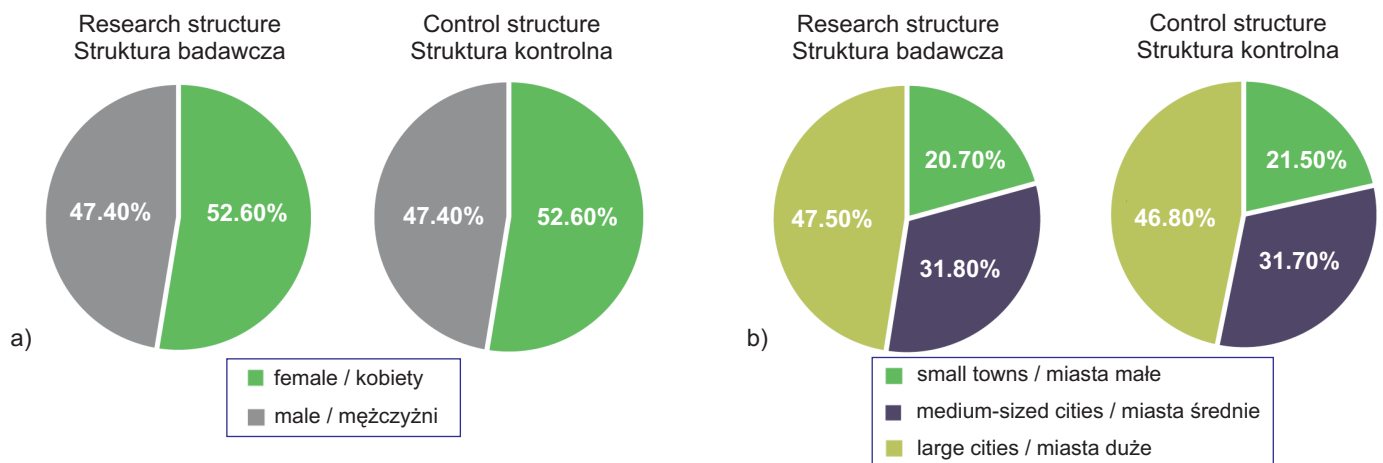 Research structure
Struktura badawcza
Control structure
Struktura kontrolna
47.40%
52.60%
47.40%
52.60%
a)
female / kobiety
male / mężczyżni
Research structure
Struktura badawcza
Control structure
Struktura kontrolna
20.70%
47.50%
31.80%
21.50%
46.80%
31.70%
b)
small towns / miasta małe
medium-sized cities / miasta średnie
large cities / miasta duże